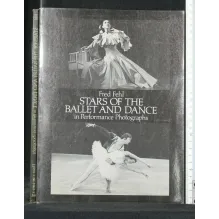 Fred Fehl
STARS OF THE
BALLET AND DANCE
in Performance Photographs